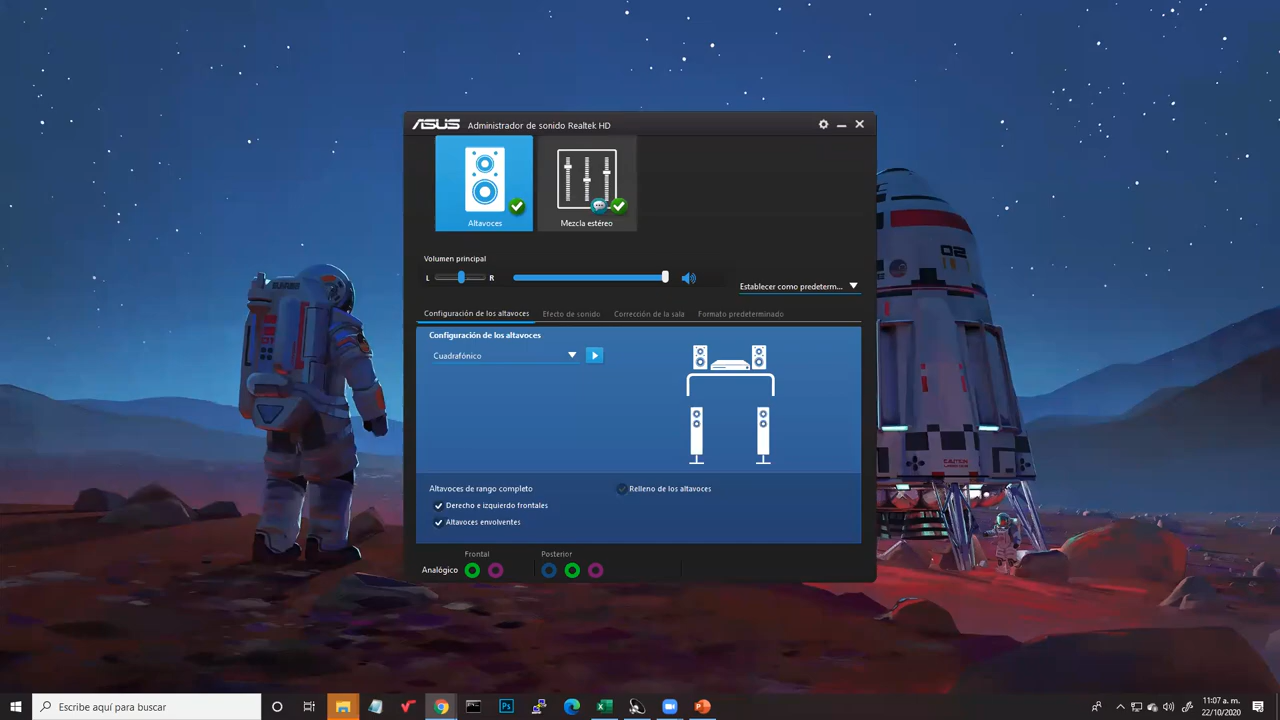 ASUS Administrador de sonido Realtek HD
Altavoces
Mezcla estéreo
Volumen principal
L R
Establecer como predeterm...
Configuración de los altavoces Efecto de sonido Corrección de la sala Formato predeterminado
Configuración de los altavoces
Cuadrafónico
Altavoces de rango completo
Relleno de los altavoces
Derecho e izquierdo frontales
Altavoces envolventes
Frontal Posterior
Analógico
02
CAUTION
Escribe aquí para buscar
Ps
11:07 a. m.
22/10/2020